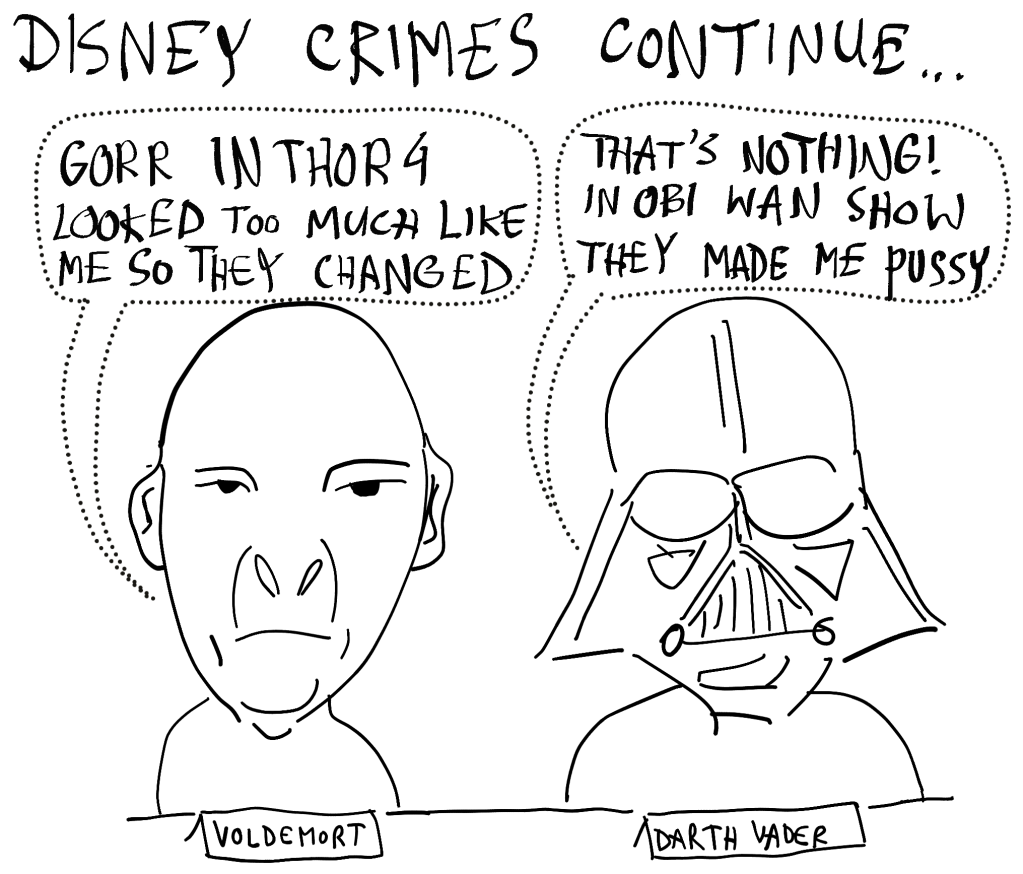 DISNEY CRIMES CONTINUE...
GORR IN THOR 4
LOOKED TOO MUCH LIKE
ME SO THEY CHANGED
THAT'S NOTHING!
IN OBI WAN SHOW
THEY MADE ME PUSSY
VOLDEMORT
DARTH VADER